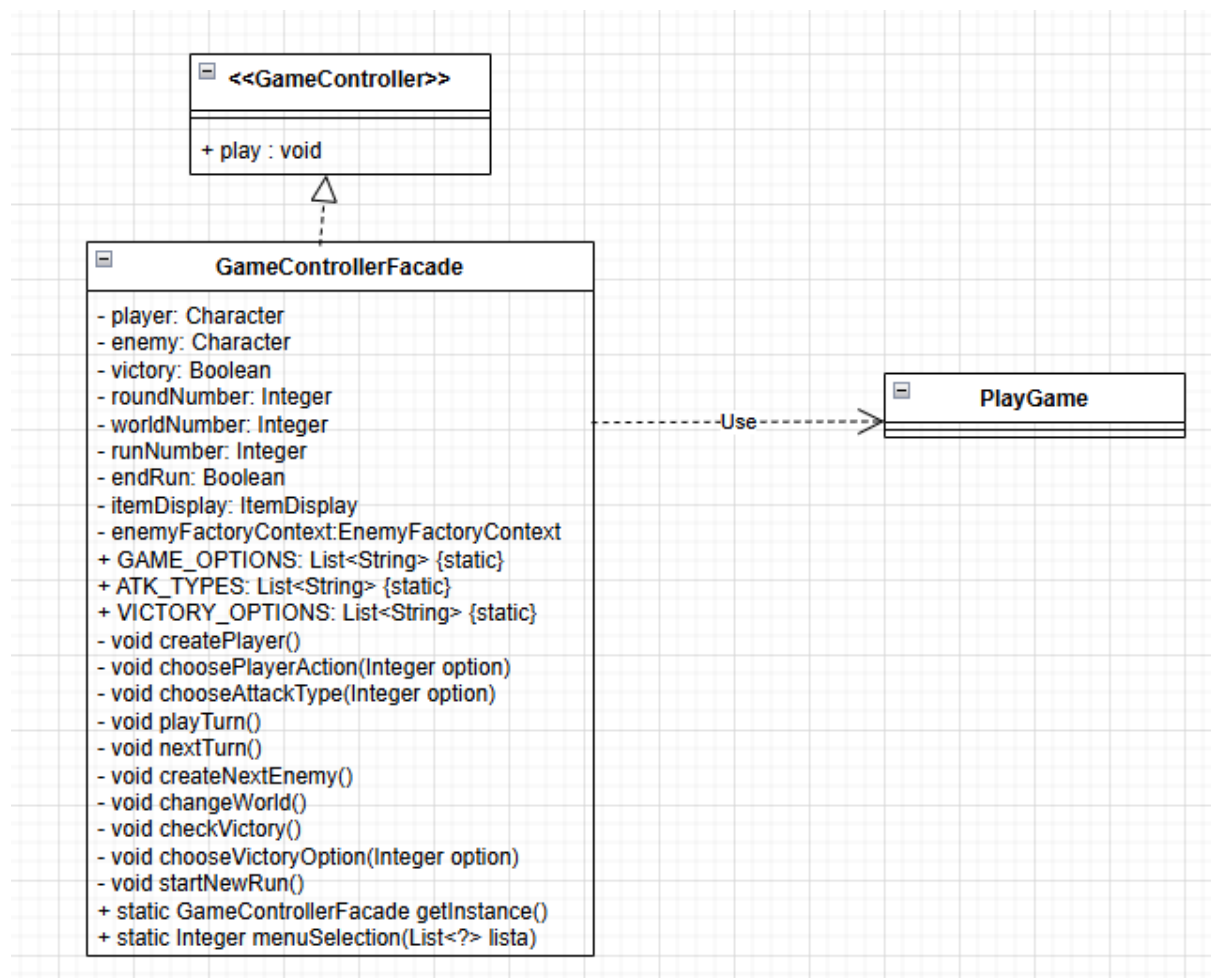 <<GameController>>
+ play : void
GameControllerFacade
- player: Character
- enemy: Character
- victory: Boolean
- roundNumber: Integer
- worldNumber: Integer
- runNumber: Integer
- endRun: Boolean
- itemDisplay: ItemDisplay
- enemyFactoryContext:EnemyFactoryContext
+ GAME_OPTIONS: List<String> {static}
+ ATK_TYPES: List<String> {static}
+ VICTORY_OPTIONS: List<String> {static}
- void createPlayer()
- void choosePlayerAction(Integer option)
- void chooseAttackType(Integer option)
- void playTurn()
- void nextTurn()
- void createNextEnemy()
- void changeWorld()
- void checkVictory()
- void chooseVictoryOption(Integer option)
- void startNewRun()
+ static GameControllerFacade getInstance()
+ static Integer menuSelection(List<?> lista)
Use
PlayGame